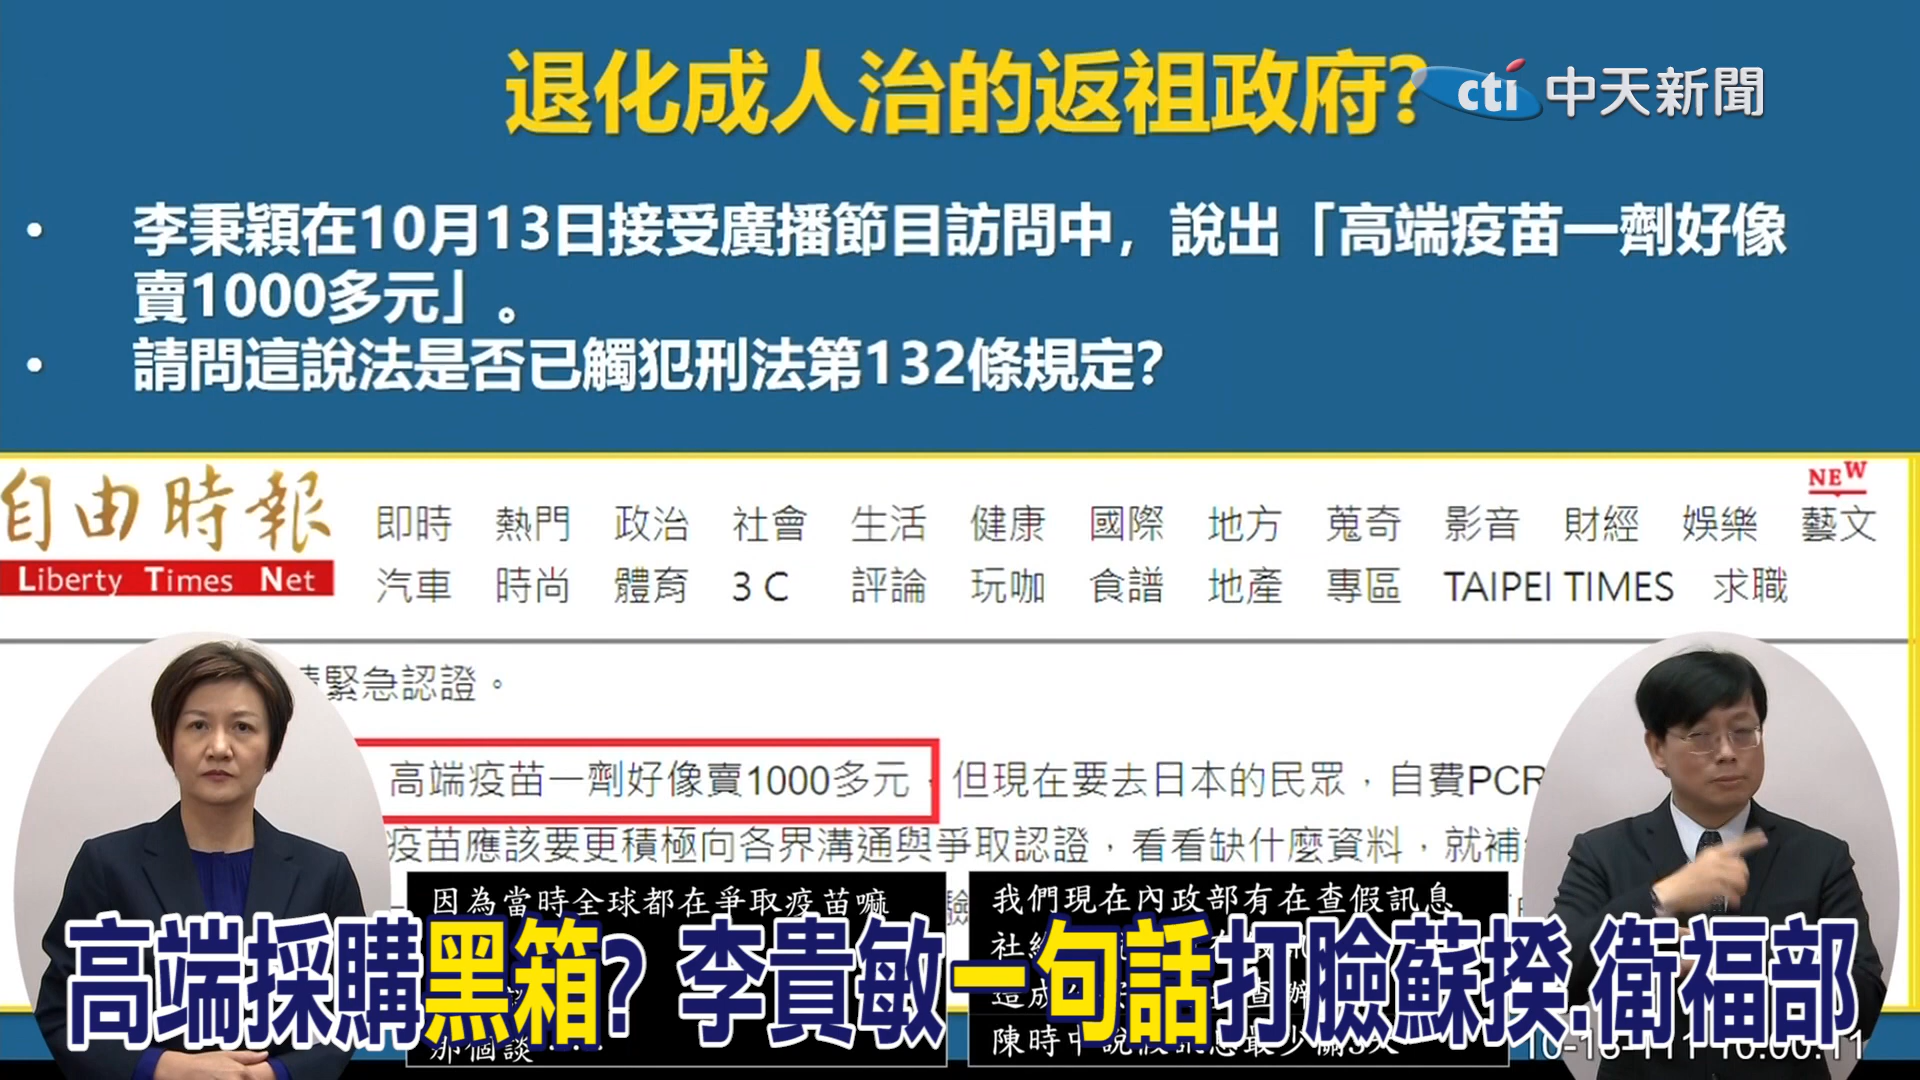 退化成人治的返祖政府?
cti 中天新聞
• 李秉穎在10月13日接受廣播節目訪問中，說出「高端疫苗一劑好像
賣1000多元」。
• 請問這說法是否已觸犯刑法第132條規定?
自由時報
Liberty Times Net
NEW
即時 熱門 政治 社會 生活 健康 國際 地方 蒐奇 影音 財經 娛樂 藝文
汽車 時尚 體育 3C 評論 玩咖 食譜 地產 專區 TAIPEI TIMES 求職
緊急認證。
高端疫苗一劑好像賣1000多元，但現在要去日本的民眾，自費PCR
疫苗應該要更積極向各界溝通與爭取認證，看看缺什麼資料，就補
因為當時全球都在爭取疫苗嘛
我們現在內政部有在查假訊息
高端採購黑箱? 李貴敏一句話打臉蘇揆.衛福部
那個談
陳時中說